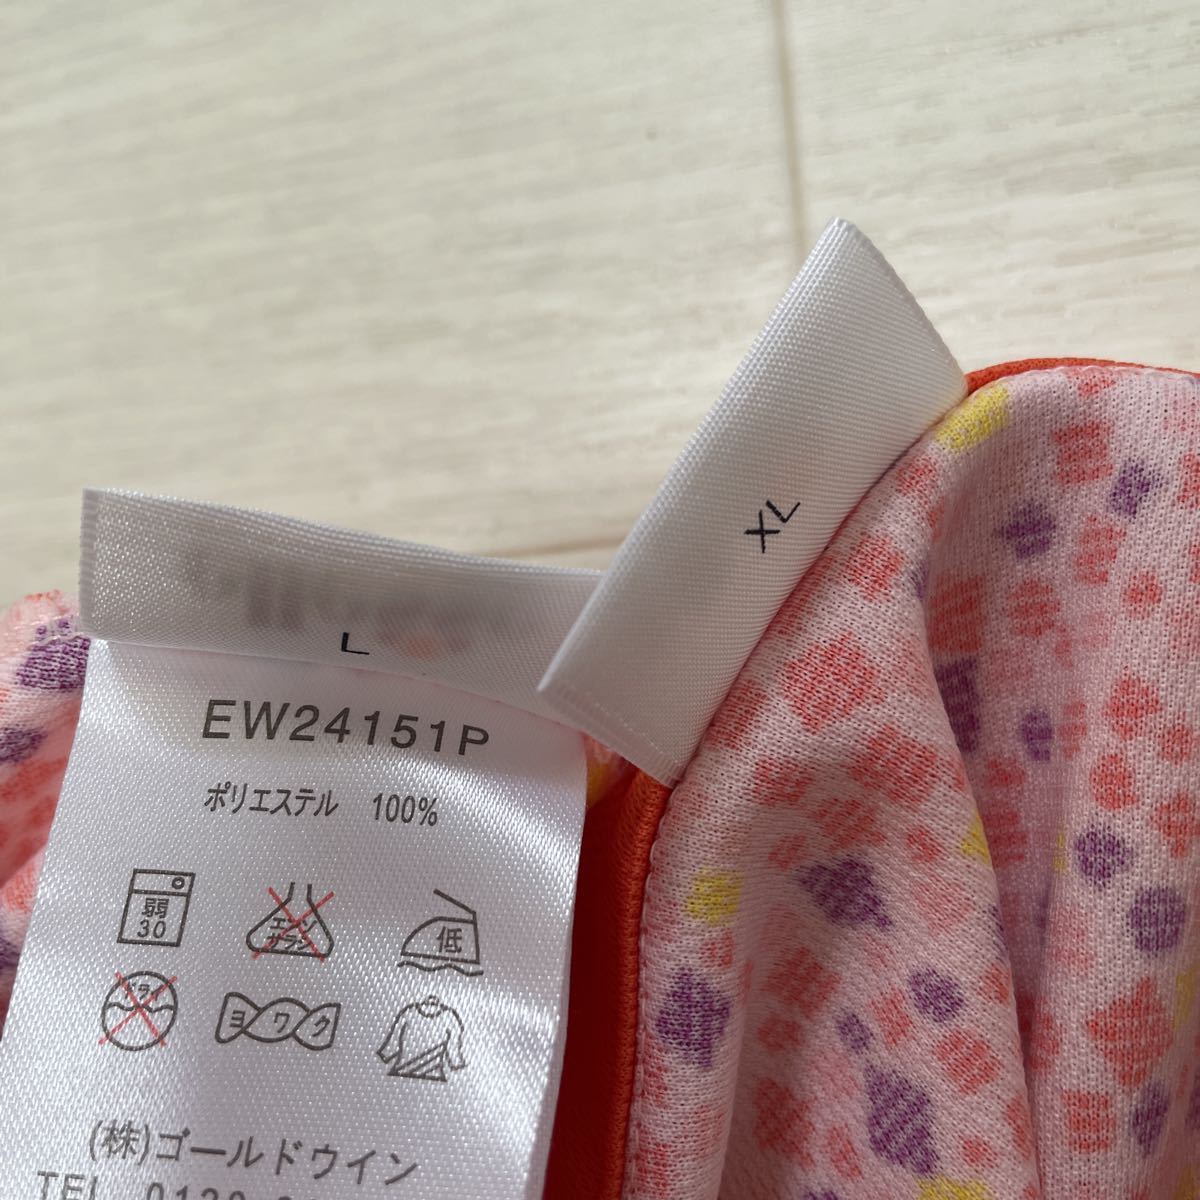 XL
L
EW24151P
ポリエステル 100%
弱
30
エンソ
サラシ
低
ドライ
ヨワク
(株)ゴールドウイン
TEL 0120